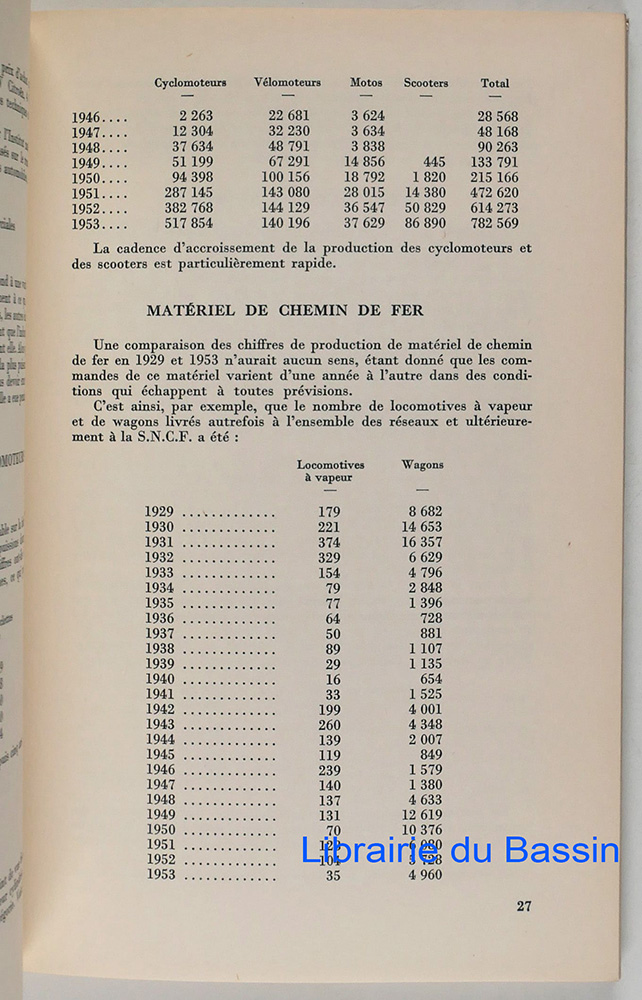 Cyclomoteurs Vélomoteurs Motos Scooters Total
1946.... 2 263 22 681 3 624 28 568
1947.... 12 304 32 230 3 634 48 168
1948.... 37 634 48 791 3 838 90 263
1949.... 51 199 67 291 14 856 445 133 791
1950.... 94 398 100 156 18 792 1 820 215 166
1951.... 287 145 143 080 28 015 14 380 472 620
1952.... 382 768 144 129 36 547 50 829 614 273
1953.... 517 854 140 196 37 629 86 890 782 569
La cadence d'accroissement de la production des cyclomoteurs et
des scooters est particulièrement rapide.
MATÉRIEL DE CHEMIN DE FER
Une comparaison des chiffres de production de matériel de chemin
de fer en 1929 et 1953 n'aurait aucun sens, étant donné que les com-
mandes de ce matériel varient d'une année à l'autre dans des condi-
tions qui échappent à toutes prévisions.
C'est ainsi, par exemple, que le nombre de locomotives à vapeur
et de wagons livrés autrefois à l'ensemble des réseaux et ultérieure-
ment à la S.N.C.F. a été :
Locomotives Wagons
à vapeur
1929 ............. 179 8 682
1930 ............. 221 14 653
1931 ............. 374 16 357
1932 ............. 329 6 629
1933 ............. 154 4 796
1934 ............. 79 2 848
1935 ............. 77 1 396
1936 ............. 64 728
1937 ............. 50 881
1938 ............. 89 1 107
1939 ............. 29 1 135
1940 ............. 16 654
1941 ............. 33 1 525
1942 ............. 199 4 001
1943 ............. 260 4 348
1944 ............. 139 2 007
1945 ............. 119 849
1946 ............. 239 1 579
1947 ............. 140 1 380
1948 ............. 137 4 633
1949 ............. 131 12 619
1950 ............. 70 10 376
1951 .............
Librairie du Bassin
1952 .............
1953 ............. 35 4 960
27